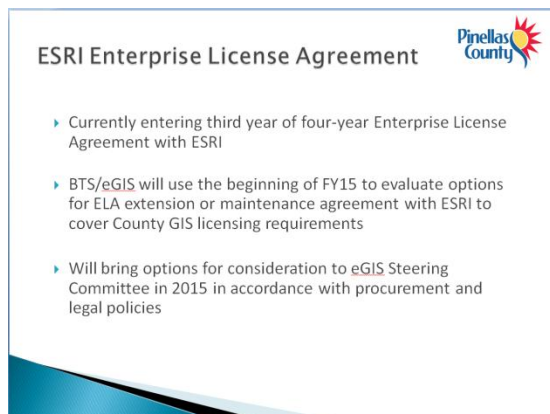 Pinellas
County
ESRI Enterprise License Agreement
Currently entering third year of four-year Enterprise License
Agreement with ESRI
BTS/eGIS will use the beginning of FY15 to evaluate options
for ELA extension or maintenance agreement with ESRI to
cover County GIS licensing requirements
Will bring options for consideration to eGIS Steering
Committee in 2015 in accordance with procurement and
legal policies